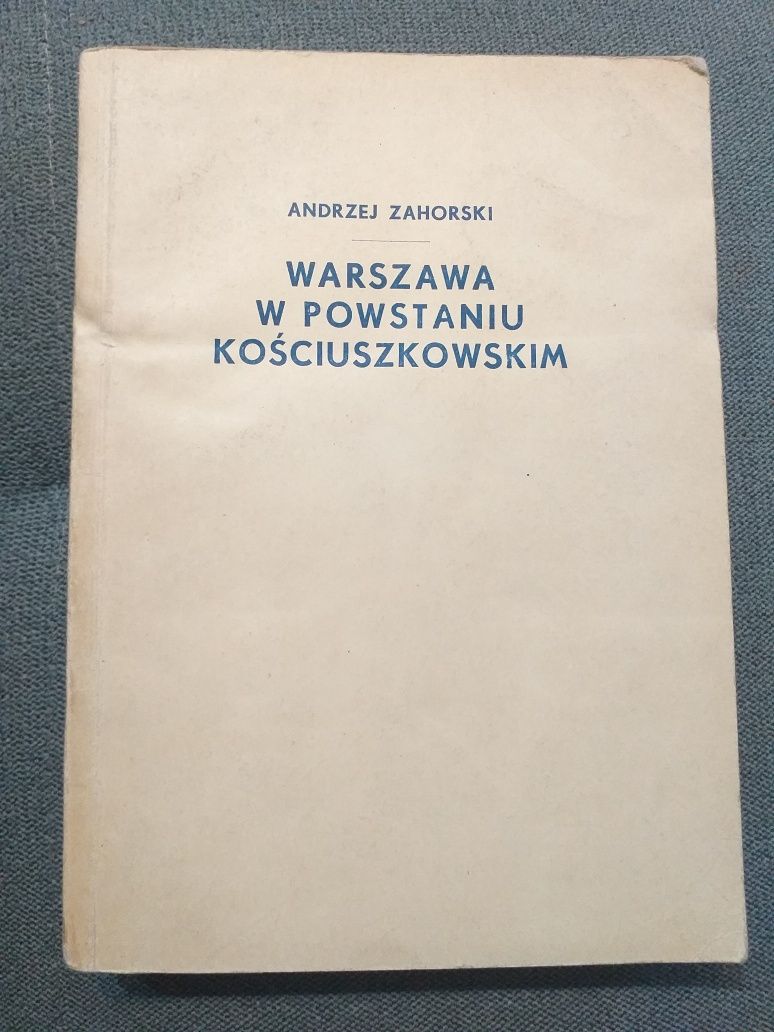 ANDRZEJ ZAHORSKI
WARSZAWA
W POWSTANIU
KOŚCIUSZKOWSKIM